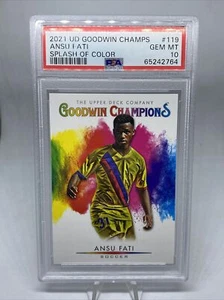 2021 UD GOODWIN CHAMPS #119
ANSU FATI GEM MT
SPLASH OF COLOR 10
PSA 65242764
THE UPPER DECK COMPANY
GOODWIN CHAMPIONS
ANSU FATI
SOCCER